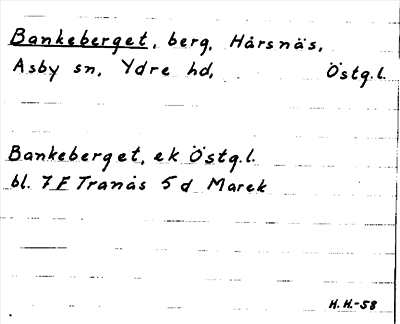 Bankeberget, berg, Hårsnäs,
Asby sn, Ydre hd, Östg.l.
Bankeberget, ek Östg.l.
bl. 7 F Tranås 5 d Marek
H. H.-58